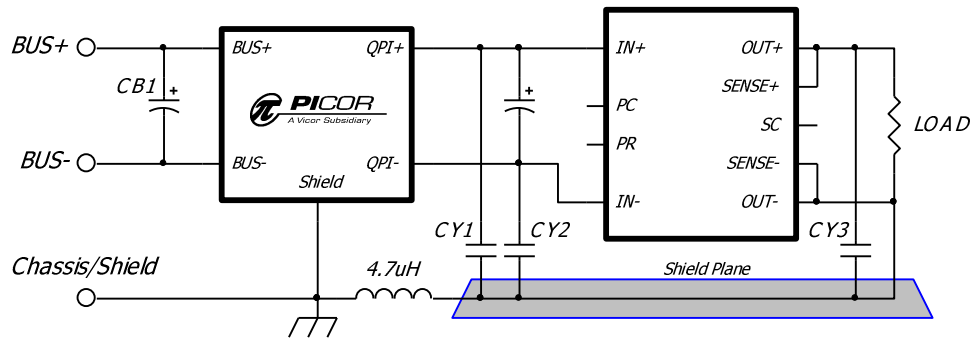 BUS+
BUS-
CB1
+
BUS+
QPI+
PICOR
A Vicor Subsidiary
BUS-
QPI-
Shield
+
CY1
CY2
IN+
OUT+
SENSE+
PC
SC
PR
SENSE-
IN-
OUT-
LOAD
CY3
Chassis/Shield
4.7uH
Shield Plane